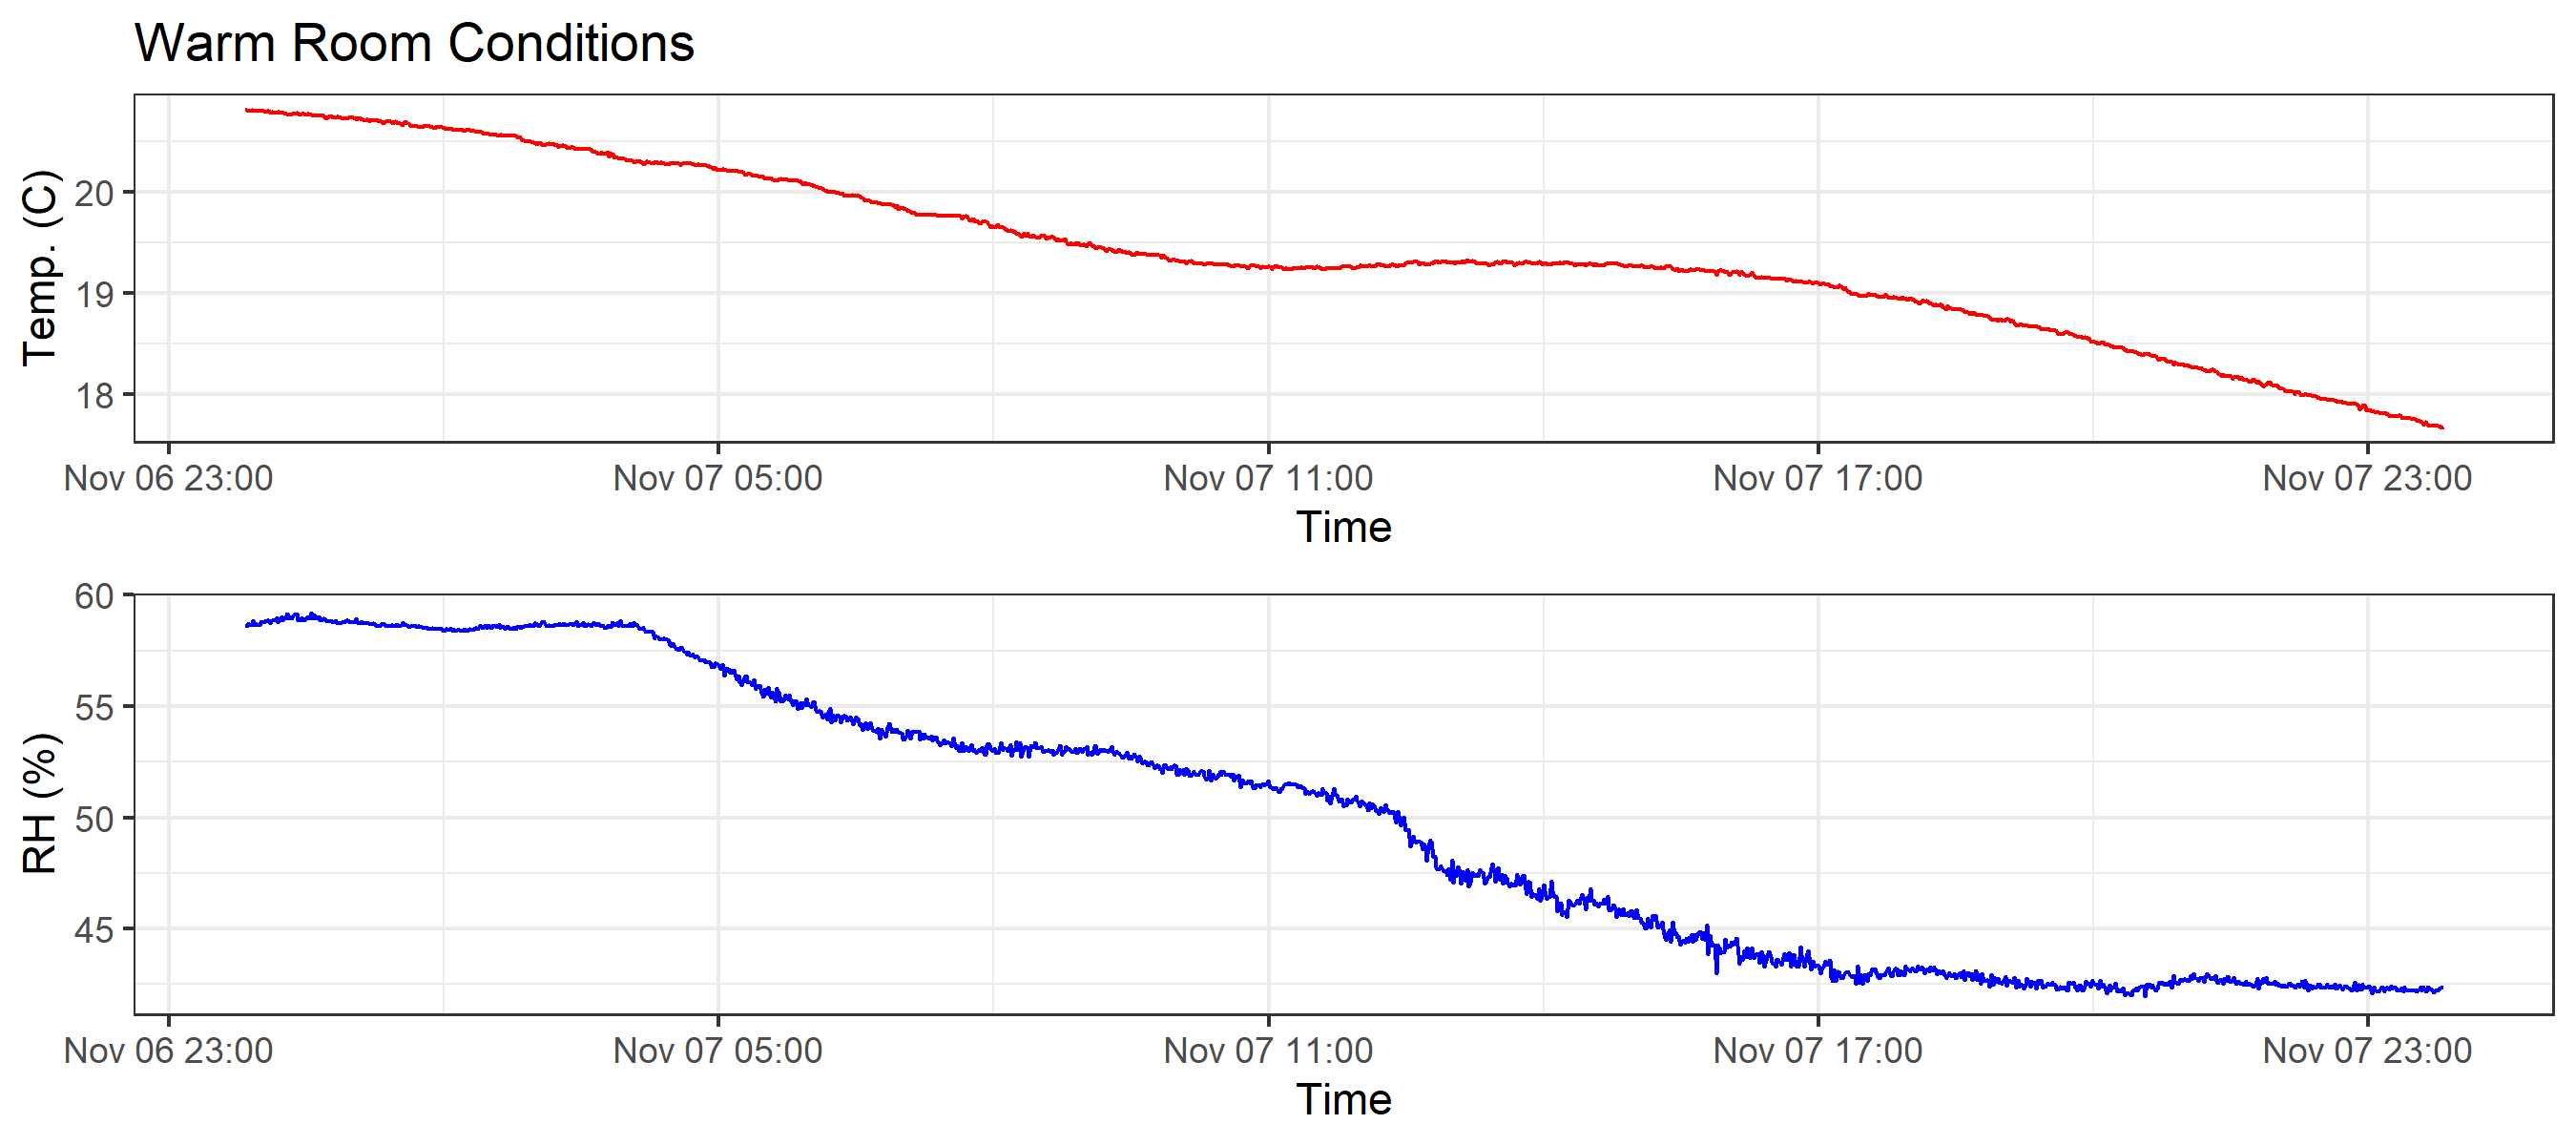 Warm Room Conditions
Temp. (C)
20
19
18
Nov 06 23:00 Nov 07 05:00 Nov 07 11:00 Nov 07 17:00 Nov 07 23:00
Time
RH (%)
60
55
50
45
Nov 06 23:00 Nov 07 05:00 Nov 07 11:00 Nov 07 17:00 Nov 07 23:00
Time